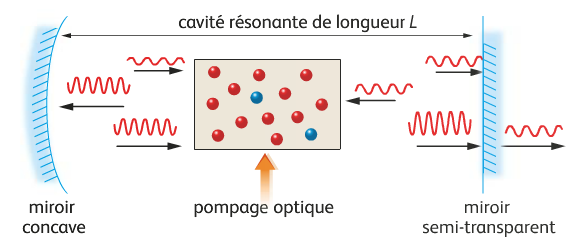 cavité résonante de longueur L
miroir
concave
pompage optique
miroir
semi-transparent